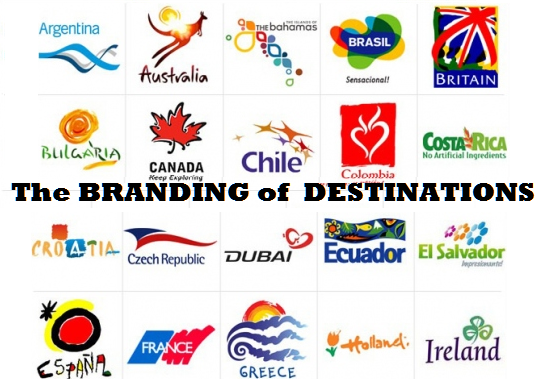 Argentina
Australia
THE ISLANDS OF
THE bahamas
BRASIL
Sensacional!
BRITAIN
BULGARIA
CANADA
Keep Exploring
Chile
Colombia
COSTA RICA
No Artificial Ingredients
The BRANDING of DESTINATIONS
CROATIA
Czech Republic
DUBAI
Ecuador
El Salvador
Impresionante!
ESPAÑA
FRANCE
GREECE
Holland
Ireland